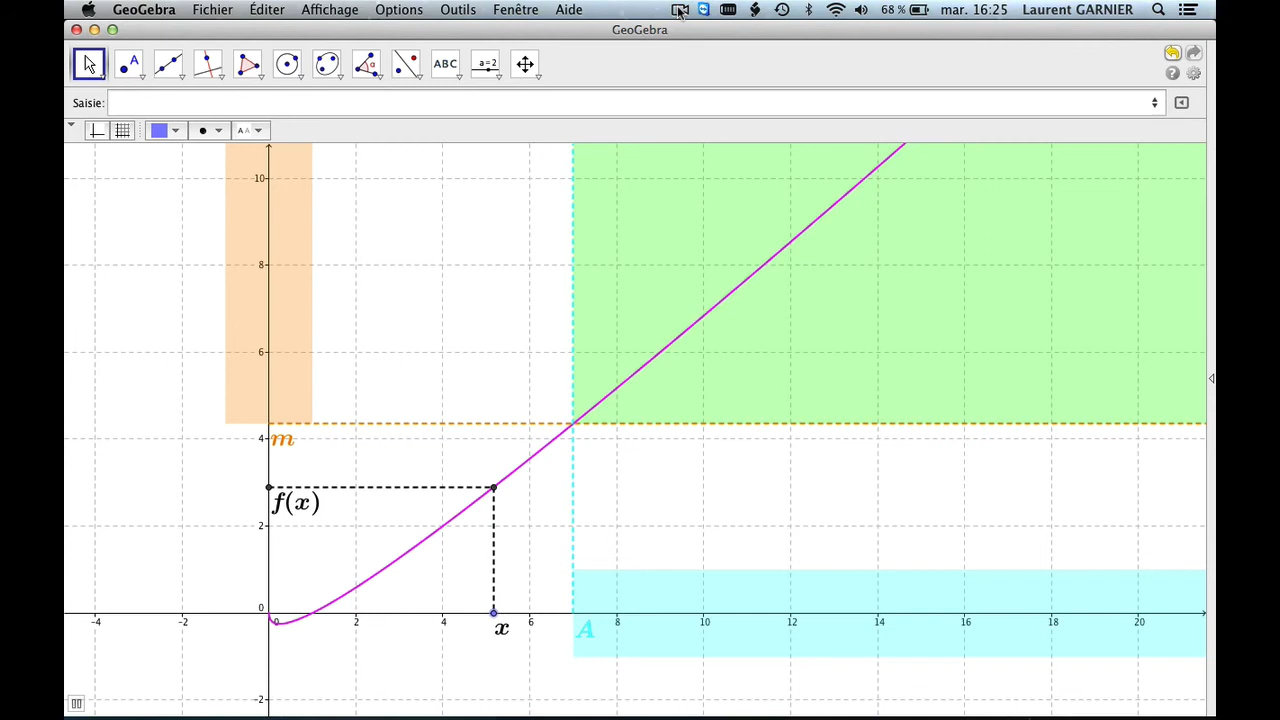 GeoGebra Fichier Éditer Affichage Options Outils Fenêtre Aide 68 % mar. 16:25 Laurent GARNIER
GeoGebra
A ABC a=2
Saisie:
A A
10
8
6
4
m
f(x)
2
0
-4 -2 0 2 4 6 8 10 12 14 16 18 20
x A
-2